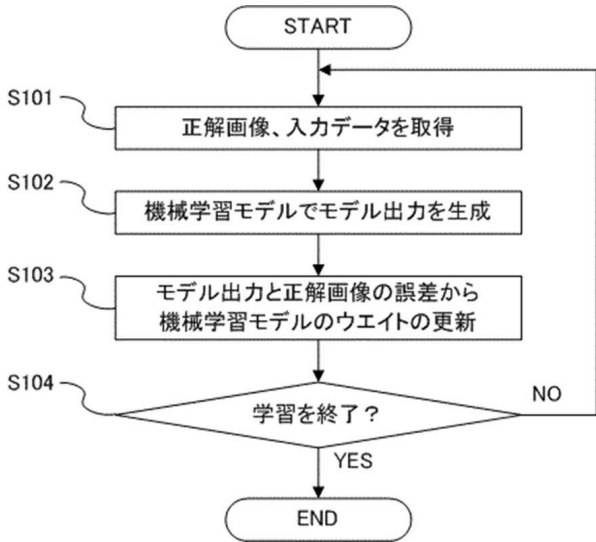 START
S101
正解画像、入力データを取得
S102
機械学習モデルでモデル出力を生成
S103
モデル出力と正解画像の誤差から
機械学習モデルのウエイトの更新
S104
学習を終了?
NO
YES
END